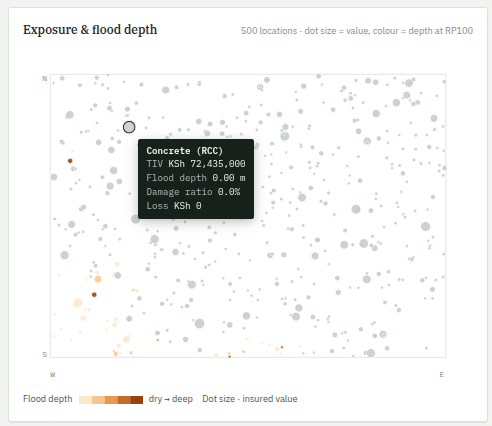 Exposure & flood depth
500 locations · dot size = value, colour = depth at RP100
N
Concrete (RCC)
TIV KSh 72,435,000
Flood depth 0.00 m
Damage ratio 0.0%
Loss KSh 0
S
W E
Flood depth dry → deep Dot size · insured value